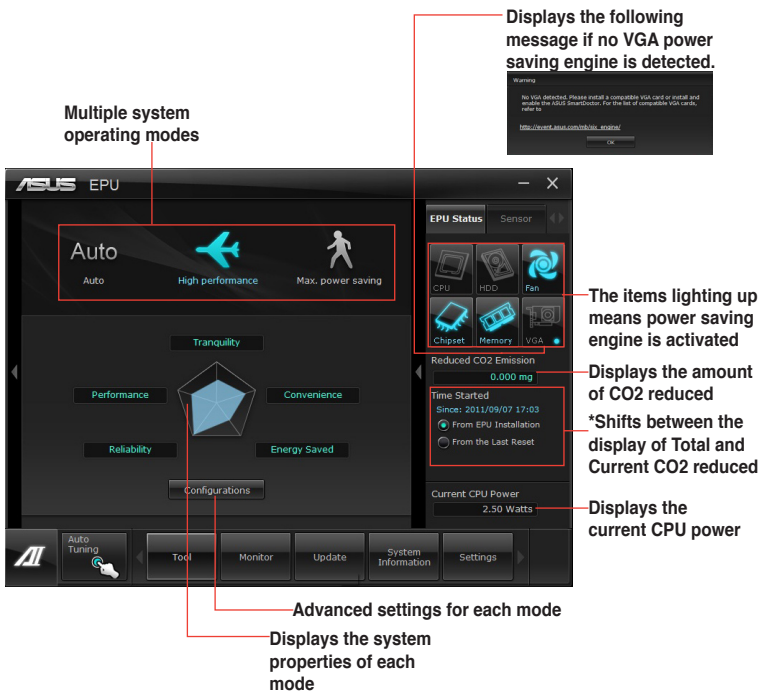 Displays the following
message if no VGA power
saving engine is detected.
Warning
No VGA detected. Please install a compatible VGA card or install and
enable the ASUS SmartDoctor. For the list of compatible VGA cards,
refer to
http://event.asus.com/mb/six_engine/
OK
Multiple system
operating modes
ASUS EPU
EPU Status
Sensor
Auto
Auto
High performance
Max. power saving
CPU
HDD
Fan
Chipset
Memory
VGA
The items lighting up
means power saving
engine is activated
Tranquility
Performance
Convenience
Reliability
Energy Saved
Configurations
Reduced CO2 Emission
0.000 mg
Displays the amount
of CO2 reduced
Time Started
Since: 2011/09/07 17:03
From EPU Installation
From the Last Reset
*Shifts between the
display of Total and
Current CO2 reduced
Current CPU Power
2.50 Watts
Displays the
current CPU power
Auto
Tuning
Tool
Monitor
Update
System
Information
Settings
Advanced settings for each mode
Displays the system
properties of each
mode